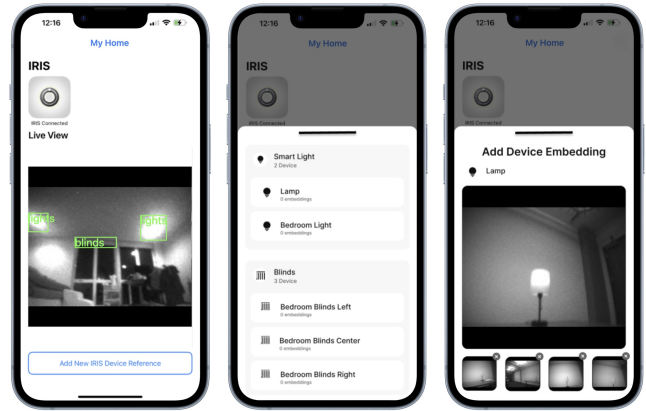 12:16
My Home
IRIS
IRIS Connected
Live View
lights
lights
blinds
Add New IRIS Device Reference
12:16
My Home
IRIS
IRIS Connected
Smart Light
2 Device
Lamp
0 embeddings
Bedroom Light
0 embeddings
Blinds
3 Device
Bedroom Blinds Left
0 embeddings
Bedroom Blinds Center
0 embeddings
Bedroom Blinds Right
0 embeddings
12:16
My Home
IRIS
IRIS Connected
Add Device Embedding
Lamp